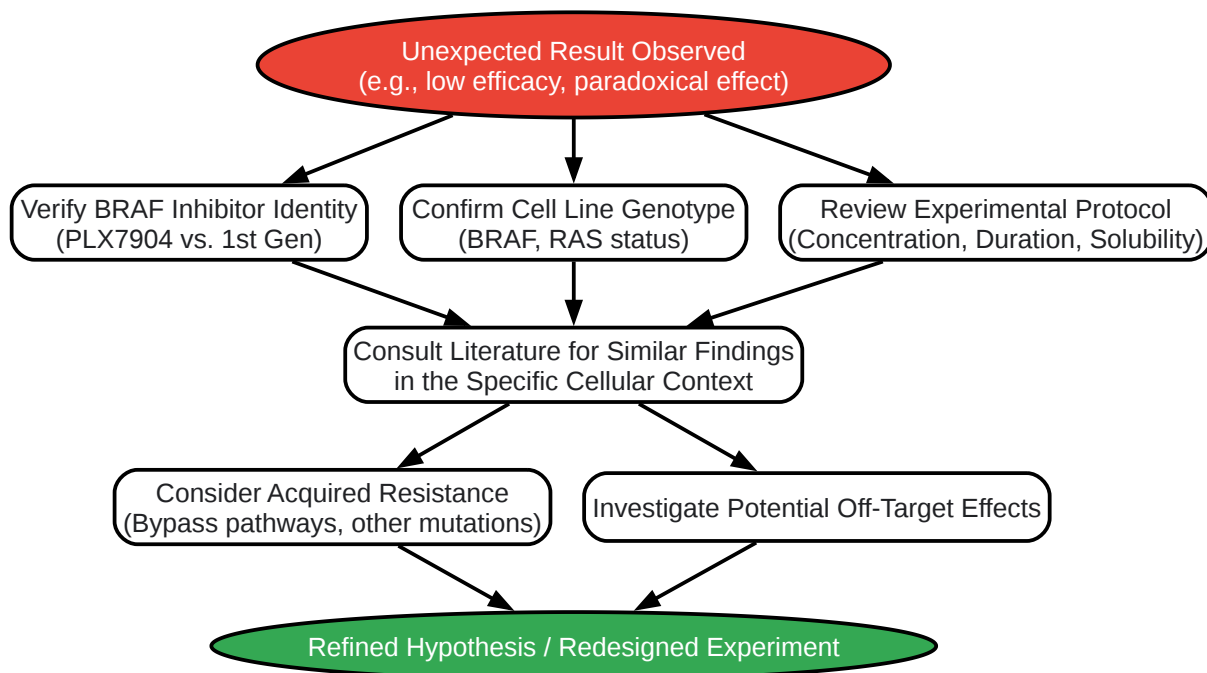 Unexpected Result Observed
(e.g., low efficacy, paradoxical effect)
Verify BRAF Inhibitor Identity
(PLX7904 vs. 1st Gen)
Confirm Cell Line Genotype
(BRAF, RAS status)
Review Experimental Protocol
(Concentration, Duration, Solubility)
Consult Literature for Similar Findings
in the Specific Cellular Context
Consider Acquired Resistance
(Bypass pathways, other mutations)
Investigate Potential Off-Target Effects
Refined Hypothesis / Redesigned Experiment